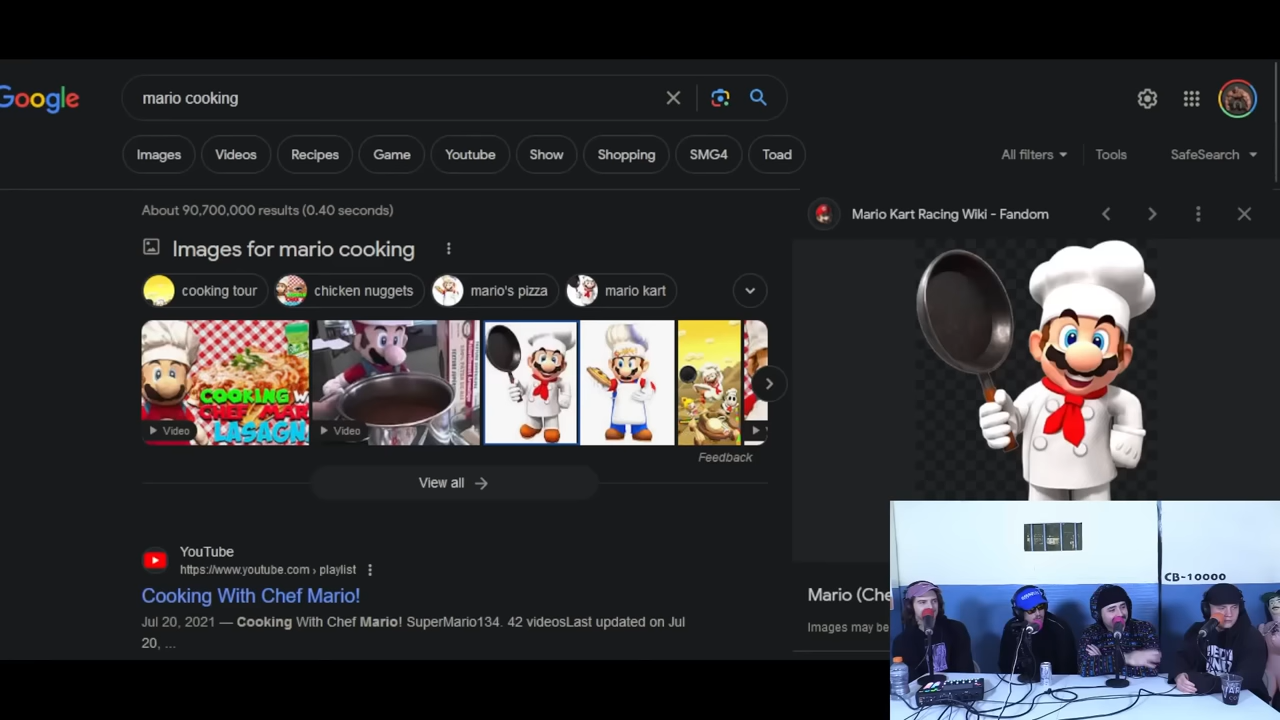 Google
mario cooking
Images
Videos
Recipes
Game
Youtube
Show
Shopping
SMG4
Toad
All filters
Tools
SafeSearch
About 90,700,000 results (0.40 seconds)
Mario Kart Racing Wiki - Fandom
Images for mario cooking
cooking tour
chicken nuggets
mario's pizza
mario kart
COOKING W
CHEF MAR
LASAGN
Video
Video
Feedback
View all
YouTube
https://www.youtube.com › playlist
Cooking With Chef Mario!
Jul 20, 2021 — Cooking With Chef Mario! SuperMario134. 42 videosLast updated on Jul
20, ...
Mario (Che
Images may be
CB-10000